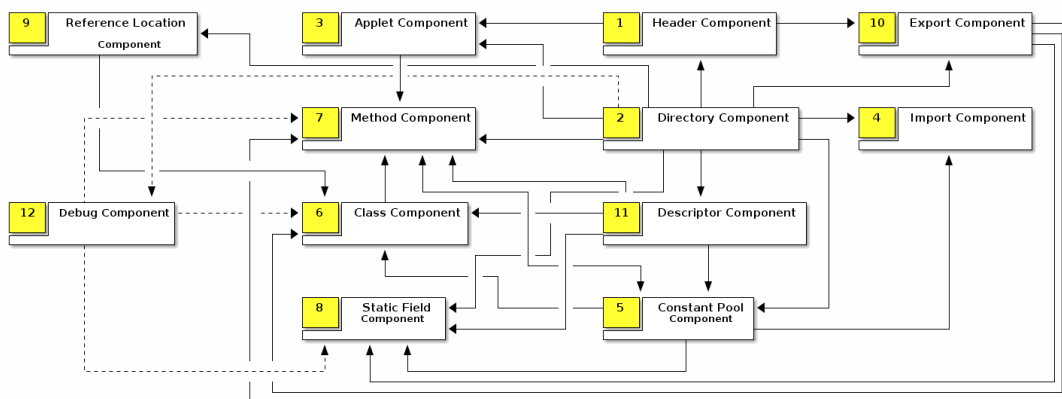 9 Reference Location
Component
3 Applet Component
1 Header Component
10 Export Component
7 Method Component
2 Directory Component
4 Import Component
12 Debug Component
6 Class Component
11 Descriptor Component
8 Static Field
Component
5 Constant Pool
Component